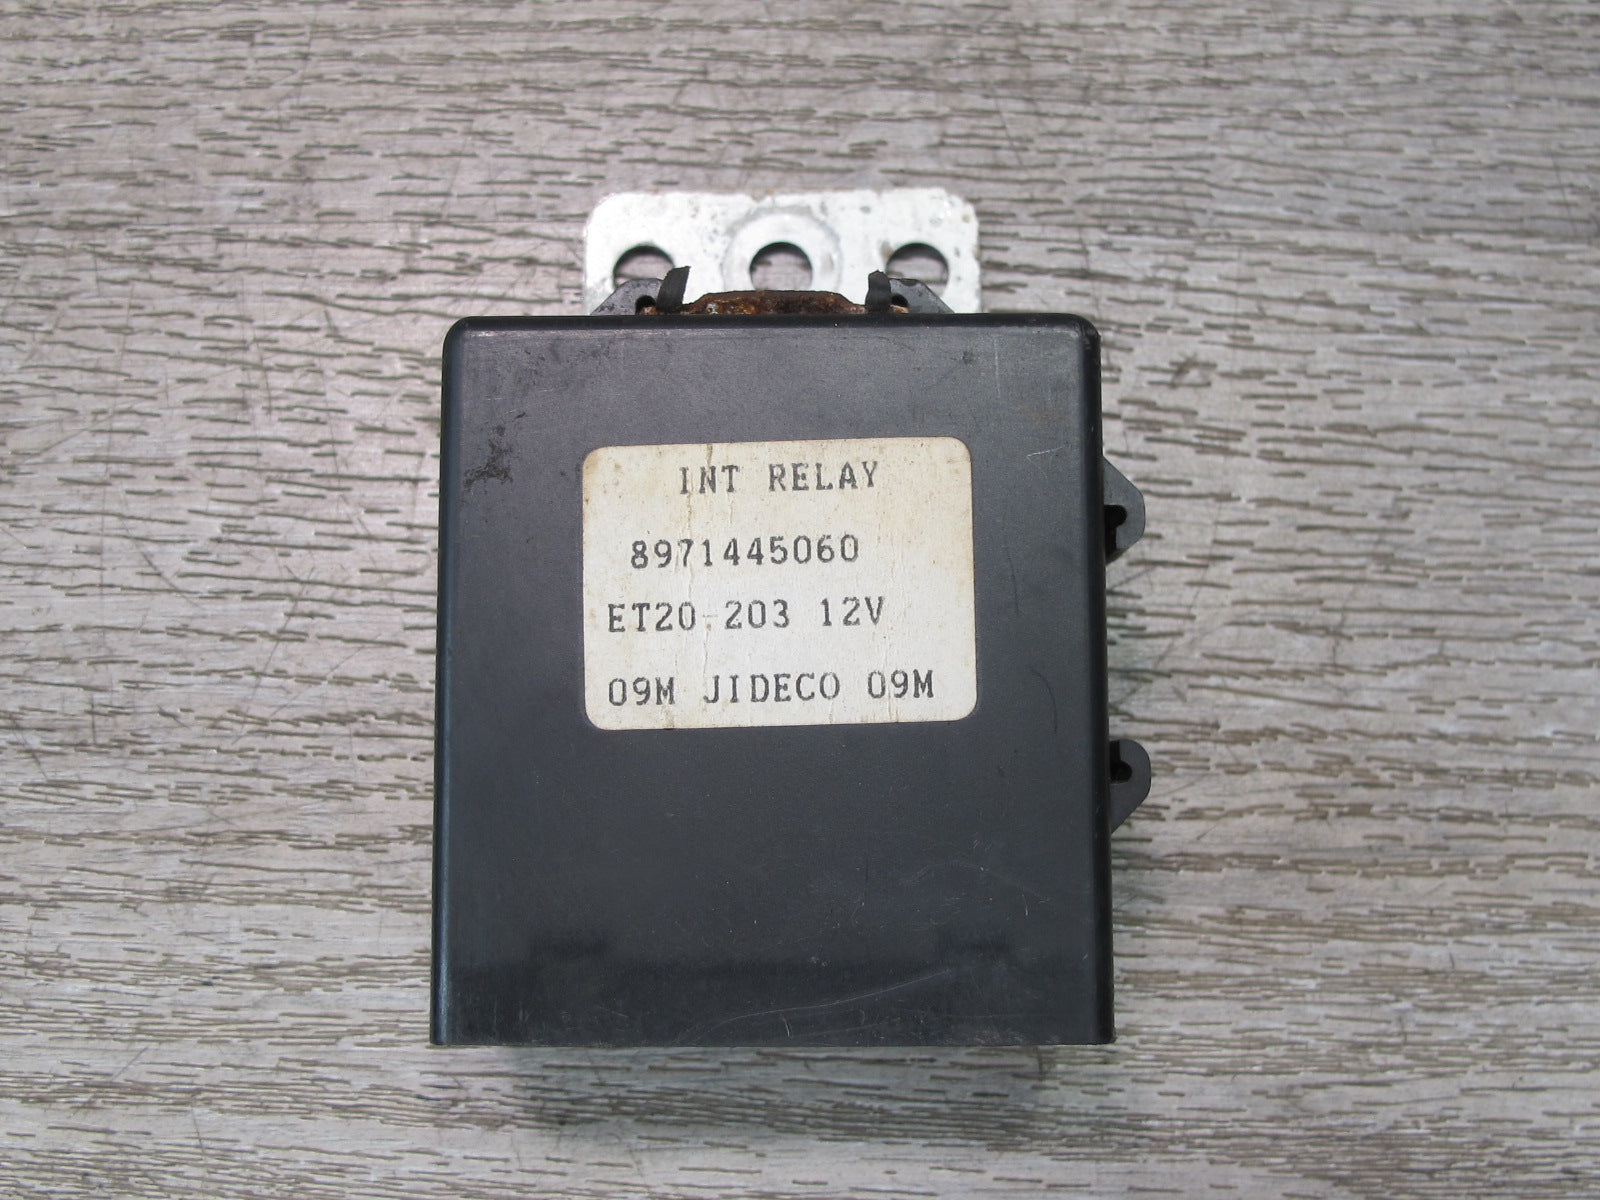 INT RELAY
8971445060
ET20-203 12V
09M JIDECO 09M